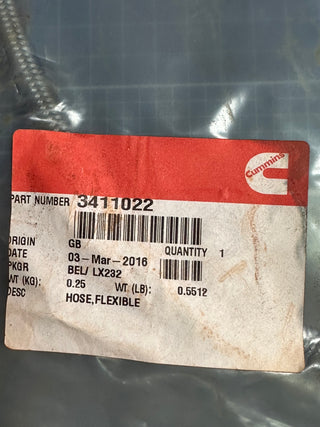 Cummins
PART NUMBER 3411022
ORIGIN GB QUANTITY 1
DATE 03-Mar-2016
PKGR BEL/ LX232
WT (KG): 0.25 WT (LB): 0.5512
DESC HOSE,FLEXIBLE